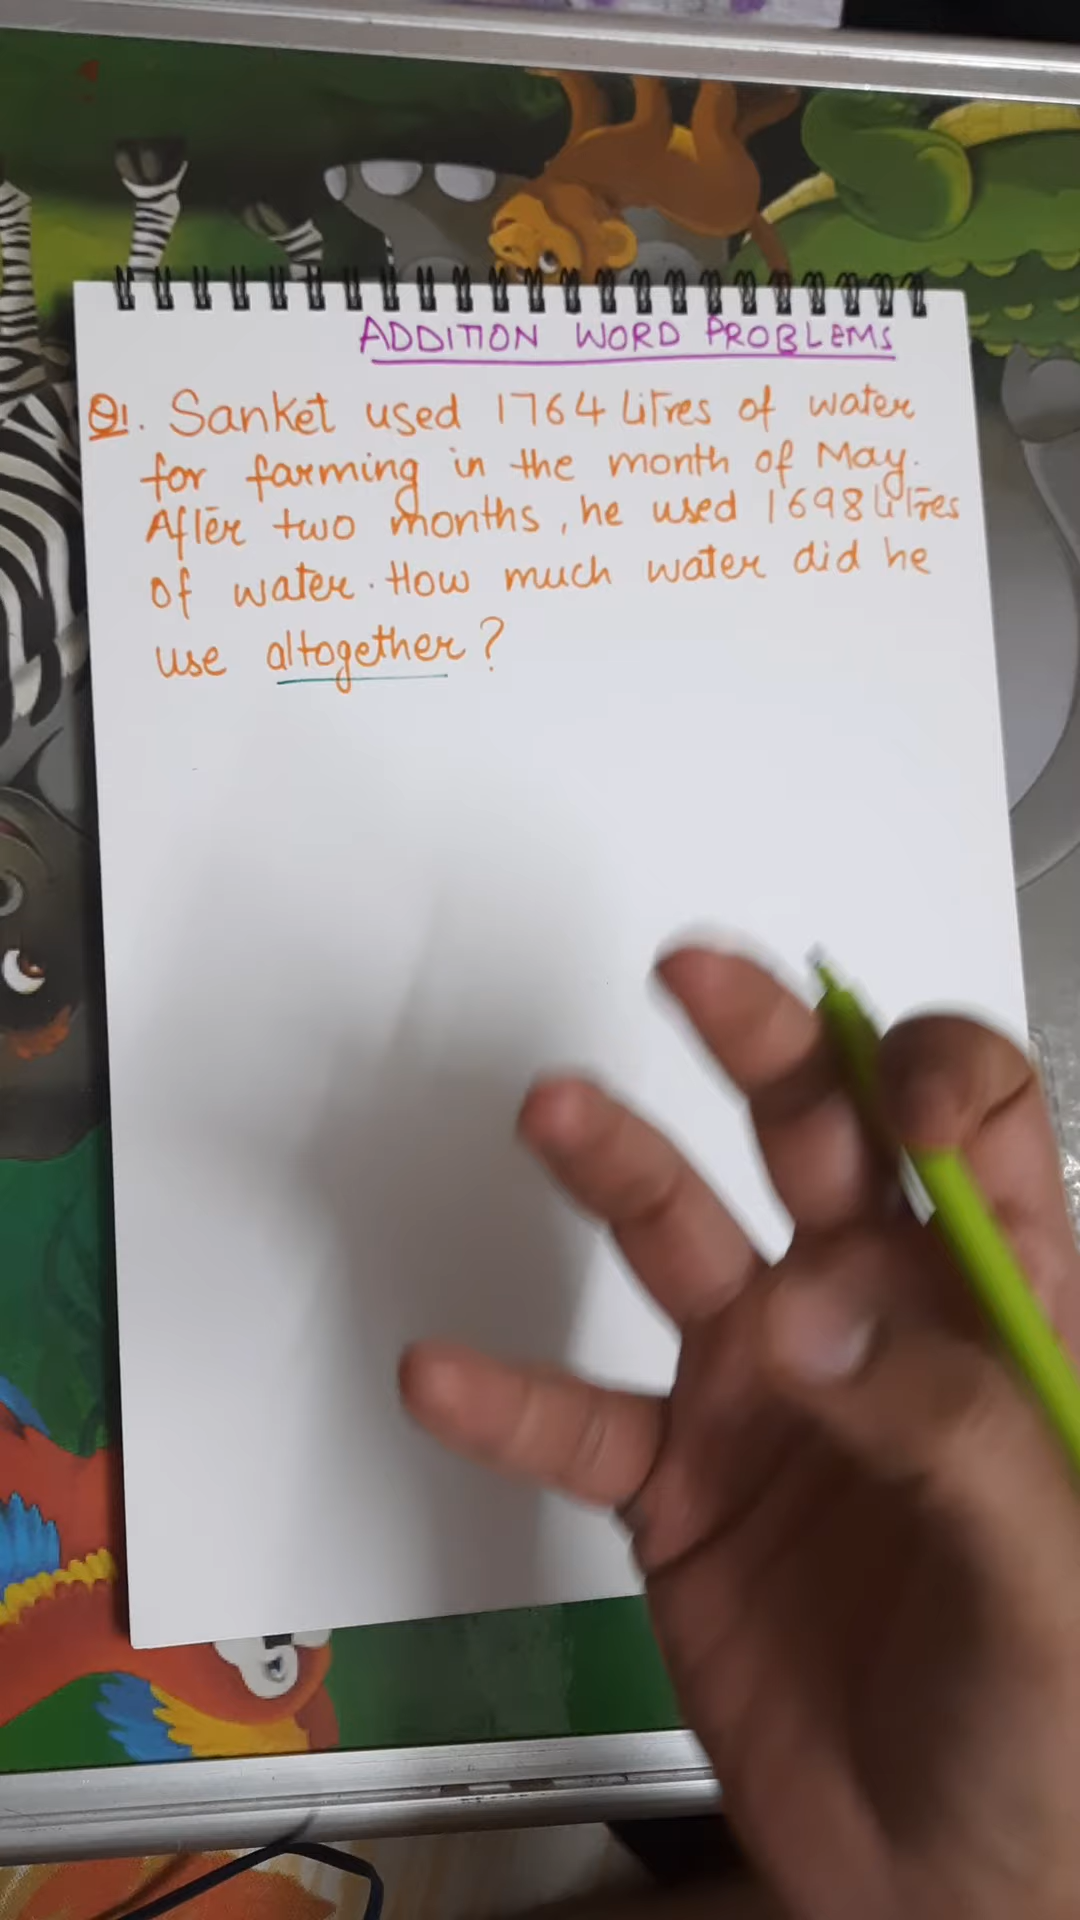 ADDITION WORD PROBLEMS
Q1. Sanket used 1764 Litres of water
for farming in the month of May.
After two months, he used 1698 Litres
of water. How much water did he
use altogether?